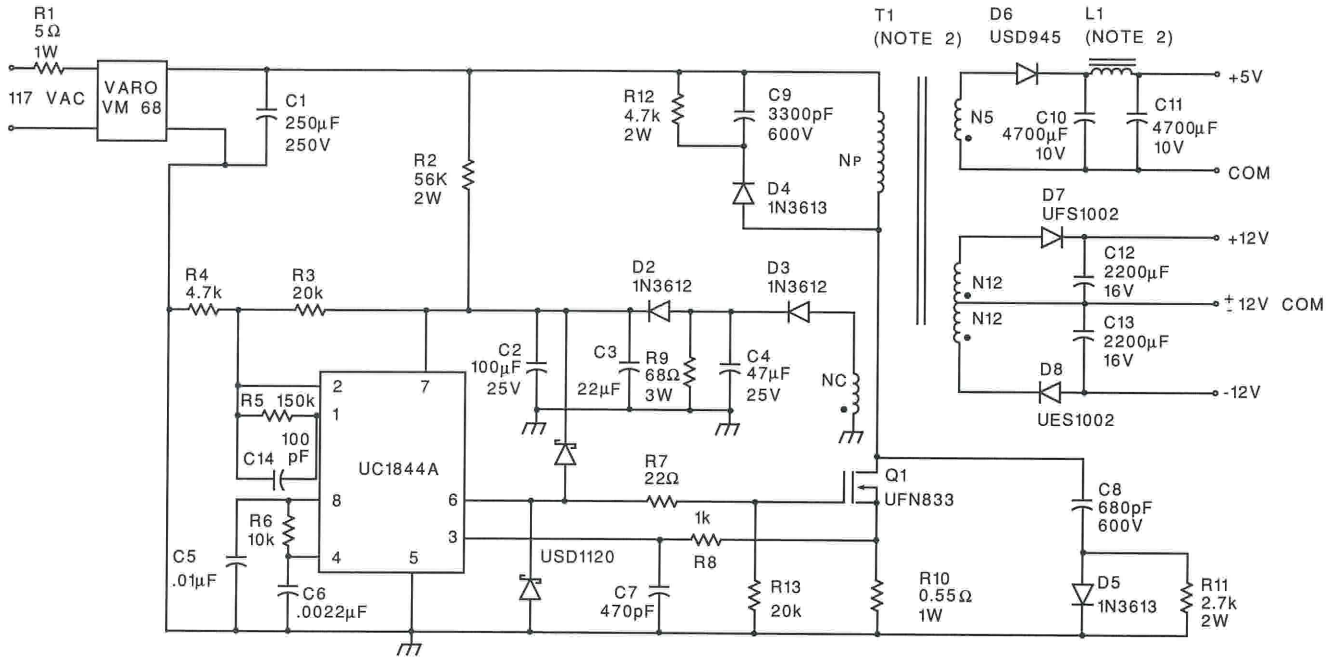 R1
5Ω
1W
117 VAC
VARO
VM 68
C1
250μF
250V
R2
56K
2W
R12
4.7k
2W
C9
3300pF
600V
D4
1N3613
NP
T1
(NOTE 2)
D6
USD945
L1
(NOTE 2)
+5V
N5
C10
4700μF
10V
C11
4700μF
10V
COM
D7
UFS1002
+12V
N12
C12
2200μF
16V
N12
± 12V COM
C13
2200μF
16V
D8
UES1002
-12V
R4
4.7k
R3
20k
D2
1N3612
D3
1N3612
C2
100μF
25V
C3
22μF
R9
68Ω
3W
C4
47μF
25V
NC
2
7
R5 150k
1
100
pF
C14
UC1844A
8
6
R6
10k
3
4
5
C5
.01μF
C6
.0022μF
USD1120
R7
22Ω
1k
R8
C7
470pF
R13
20k
Q1
UFN833
R10
0.55Ω
1W
C8
680pF
600V
D5
1N3613
R11
2.7k
2W